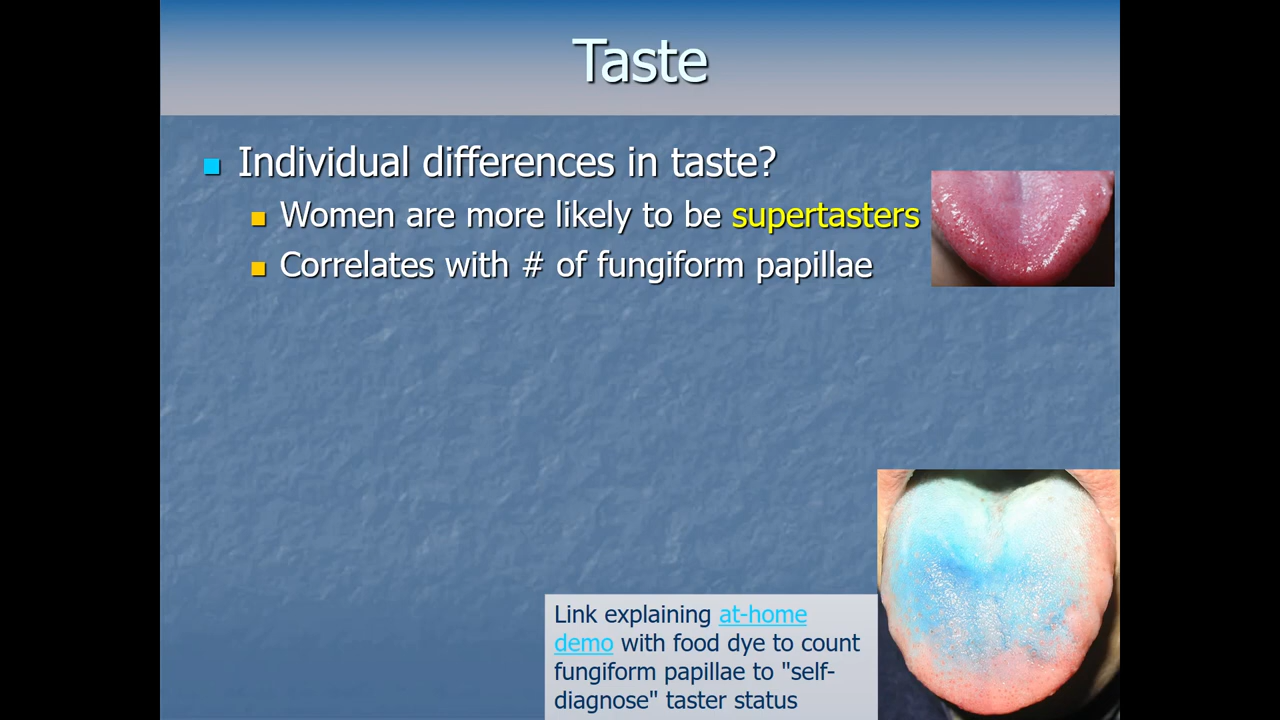 Taste
Individual differences in taste?
Women are more likely to be supertasters
Correlates with # of fungiform papillae
Link explaining at-home
demo with food dye to count
fungiform papillae to "self-
diagnose" taster status